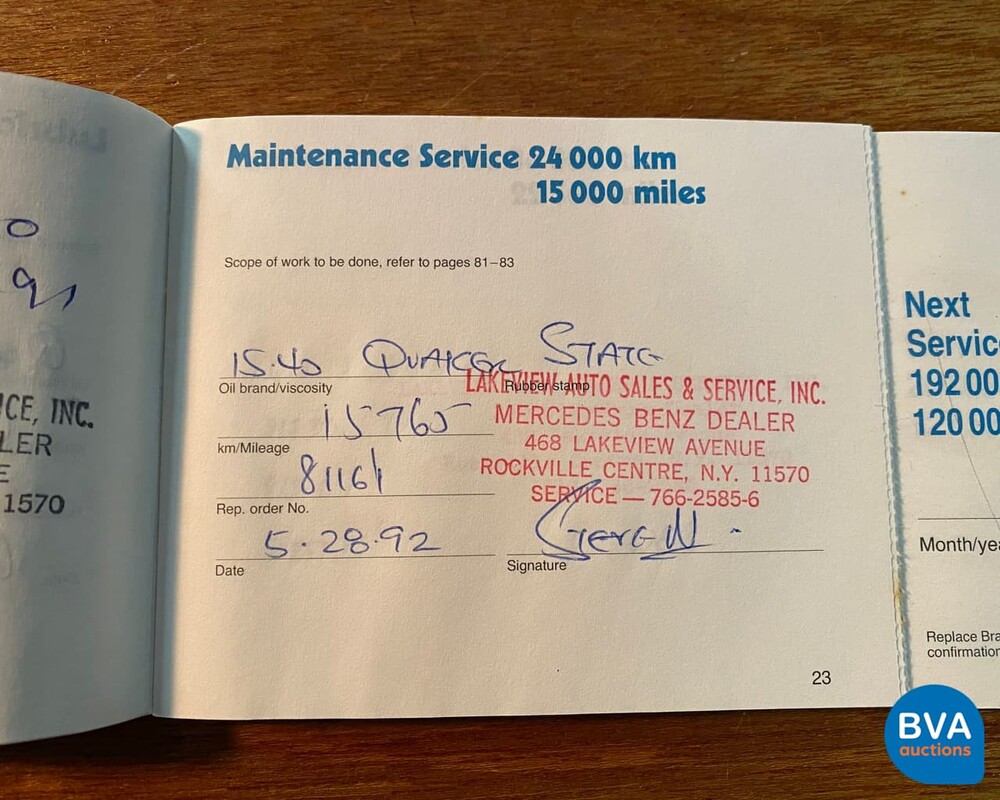 91
CE, INC.
LER
E
1570
Maintenance Service 24 000 km
15 000 miles
Scope of work to be done, refer to pages 81–83
15·40 QUAKER STATE
Oil brand/viscosity
Rubber stamp
LAKEVIEW AUTO SALES & SERVICE, INC.
15765
MERCEDES BENZ DEALER
km/Mileage
468 LAKEVIEW AVENUE
81161
ROCKVILLE CENTRE, N.Y. 11570
Rep. order No.
SERVICE — 766-2585-6
5·28·92
Date
Signature
23
Next
Servic
192 00
120 00
Month/yea
Replace Bra
confirmation
BVA
auctions